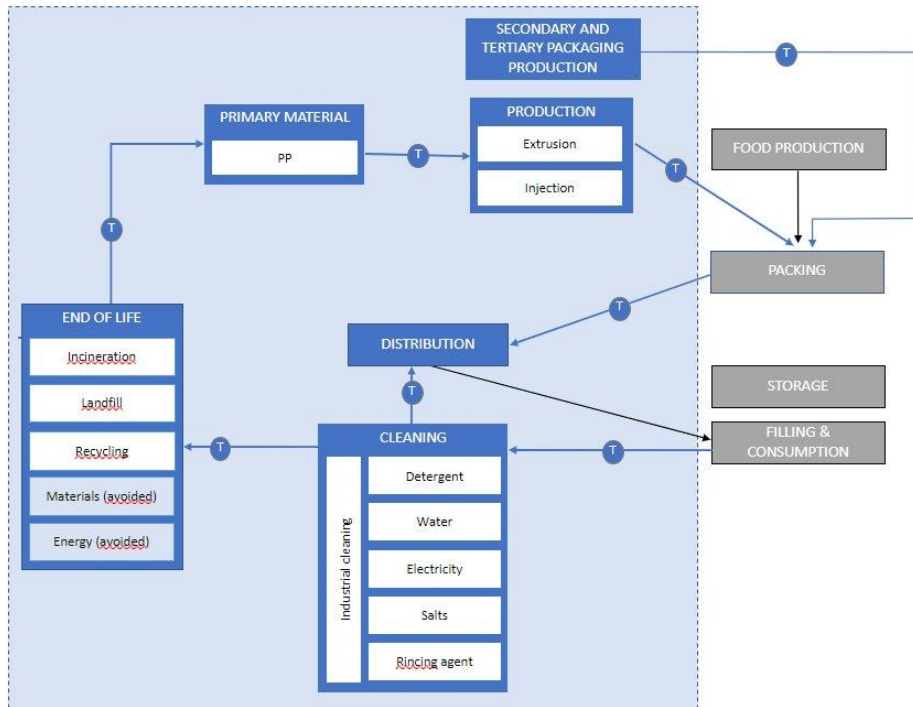 SECONDARY AND
TERTIARY PACKAGING
PRODUCTION
T
PRIMARY MATERIAL
PP
T
PRODUCTION
Extrusion
Injection
T
FOOD PRODUCTION
T
PACKING
T
END OF LIFE
Incineration
Landfill
Recycling
Materials (avoided)
Energy (avoided)
DISTRIBUTION
T
STORAGE
FILLING &
CONSUMPTION
T
T
CLEANING
Industrial cleaning
Detergent
Water
Electricity
Salts
Rincing agent